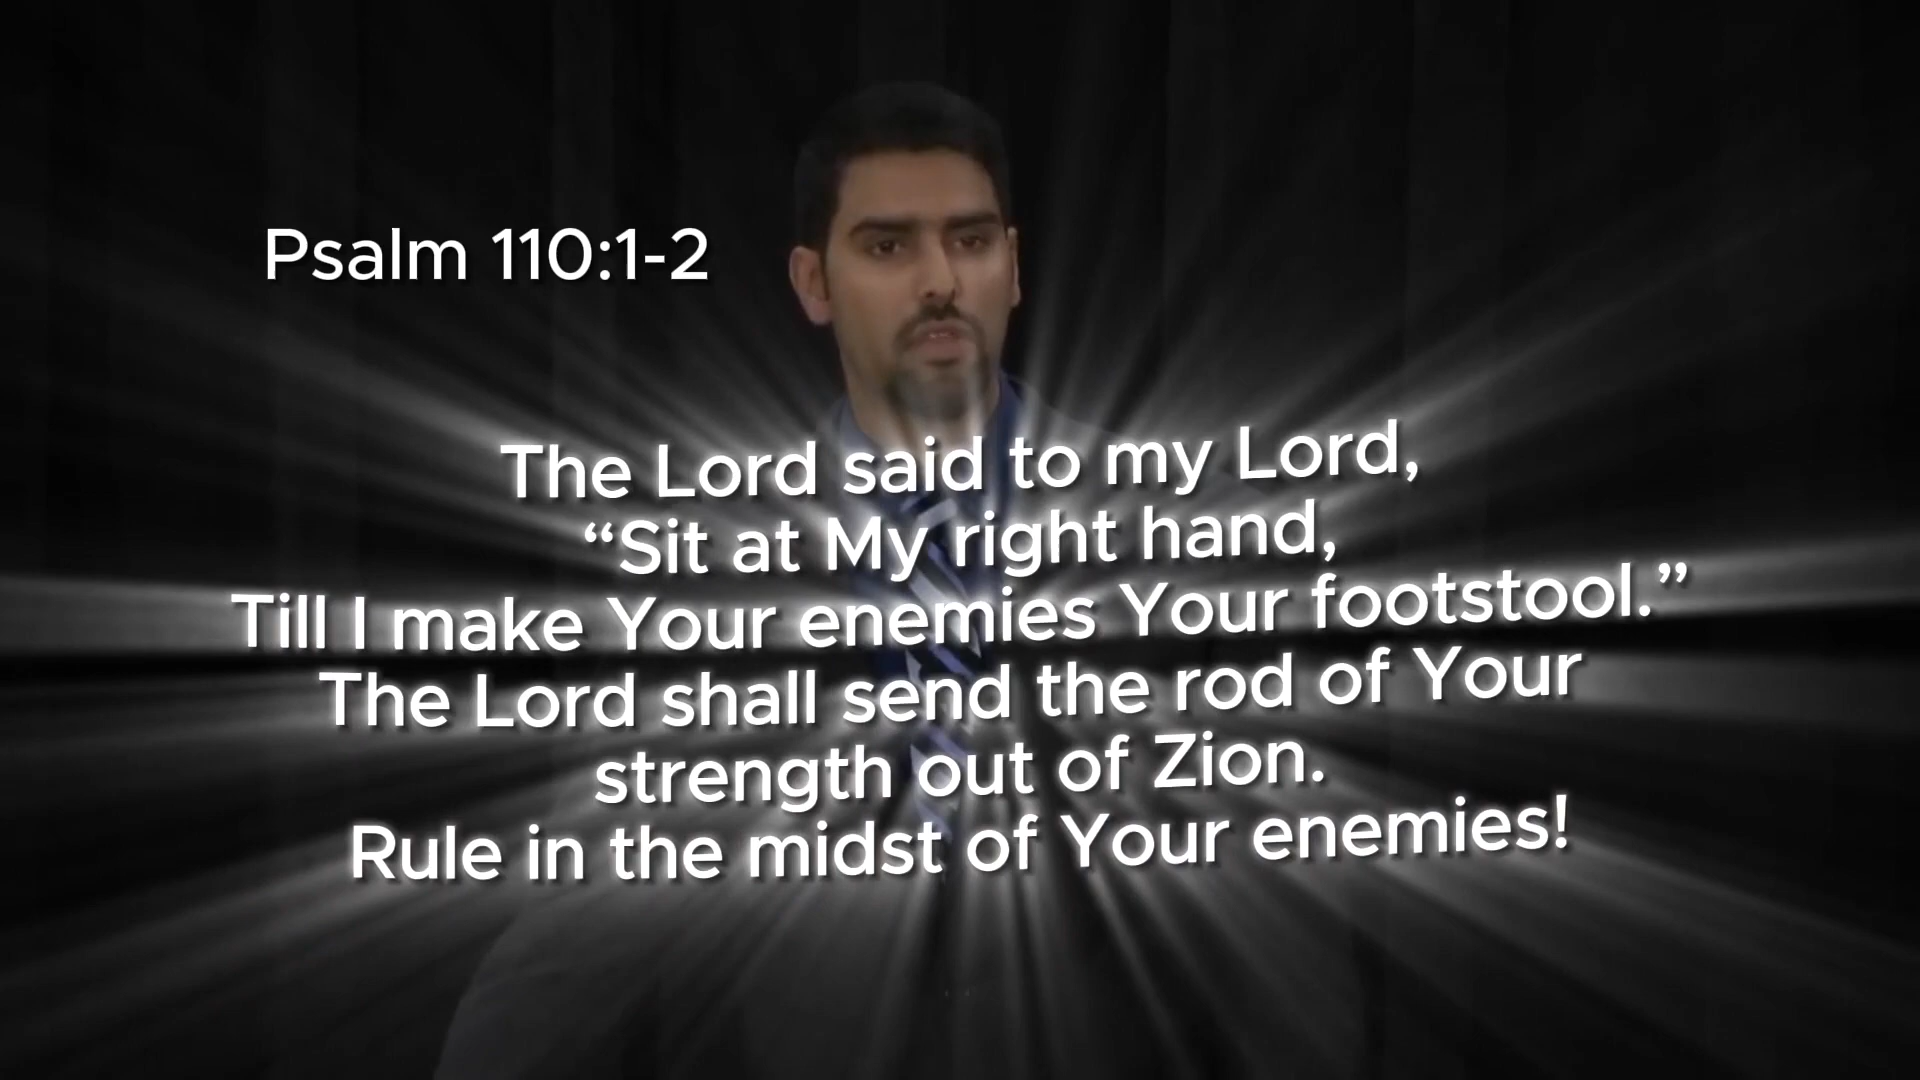 Psalm 110:1-2
The Lord said to my Lord,
“Sit at My right hand,
Till I make Your enemies Your footstool.”
The Lord shall send the rod of Your
strength out of Zion.
Rule in the midst of Your enemies!